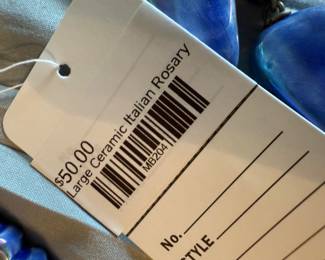 $50.00
Large Ceramic Italian Rosary
MB204
No.
STYLE